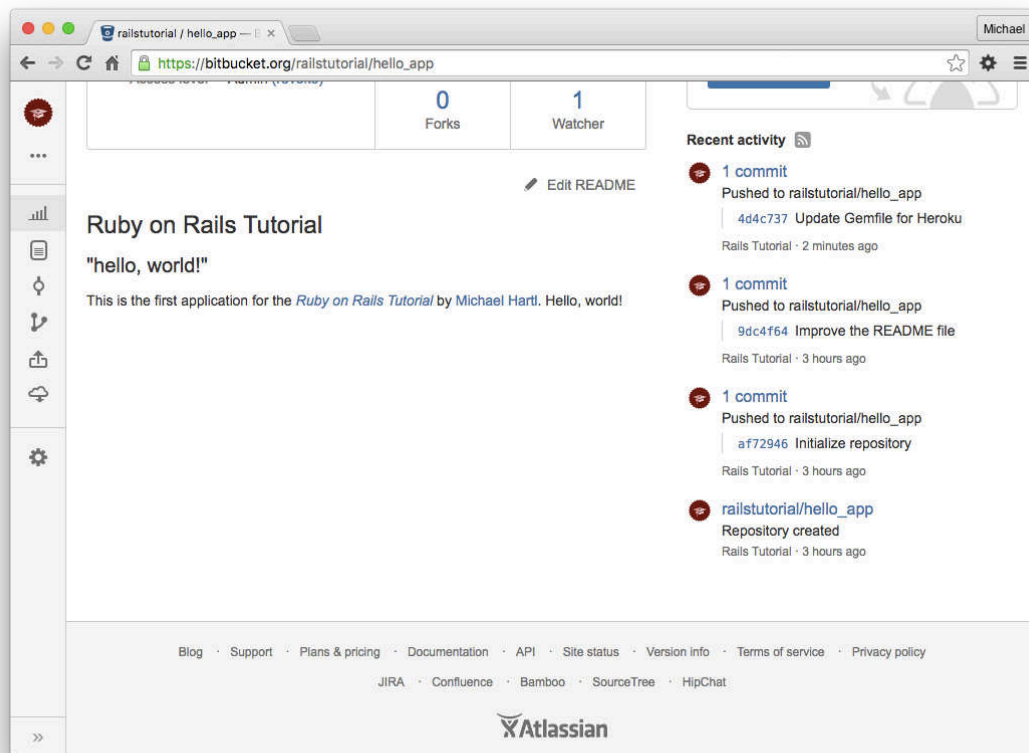 railstutorial / hello_app —
Michael
https://bitbucket.org/railstutorial/hello_app
Access level Admin (revoke)
0
Forks
1
Watcher
Edit README
Ruby on Rails Tutorial
"hello, world!"
This is the first application for the Ruby on Rails Tutorial by Michael Hartl. Hello, world!
Recent activity
1 commit
Pushed to railstutorial/hello_app
4d4c737 Update Gemfile for Heroku
Rails Tutorial · 2 minutes ago
1 commit
Pushed to railstutorial/hello_app
9dc4f64 Improve the README file
Rails Tutorial · 3 hours ago
1 commit
Pushed to railstutorial/hello_app
af72946 Initialize repository
Rails Tutorial · 3 hours ago
railstutorial/hello_app
Repository created
Rails Tutorial · 3 hours ago
Blog · Support · Plans & pricing · Documentation · API · Site status · Version info · Terms of service · Privacy policy
JIRA · Confluence · Bamboo · SourceTree · HipChat
Atlassian